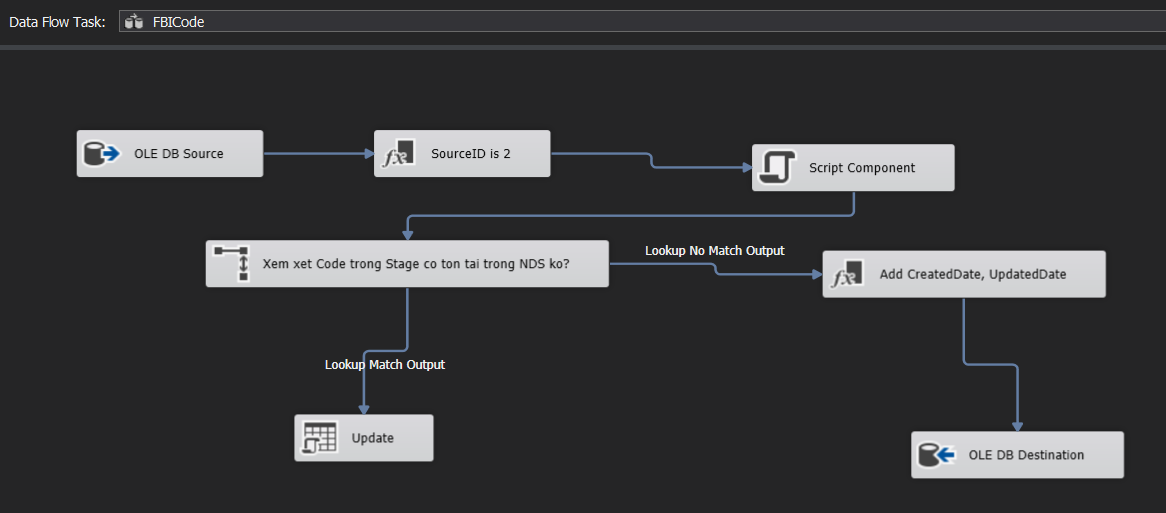 Data Flow Task: FBICode
OLE DB Source
SourceID is 2
Script Component
Xem xet Code trong Stage co ton tai trong NDS ko?
Lookup No Match Output
Add CreatedDate, UpdatedDate
Lookup Match Output
Update
OLE DB Destination